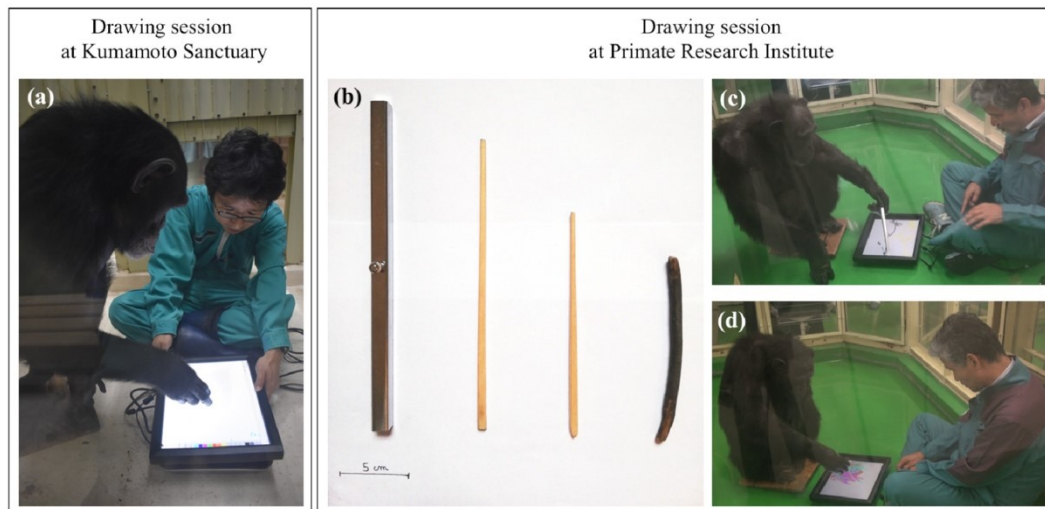 Drawing session
at Kumamoto Sanctuary
Drawing session
at Primate Research Institute
(a)
(b)
5 cm
(c)
(d)